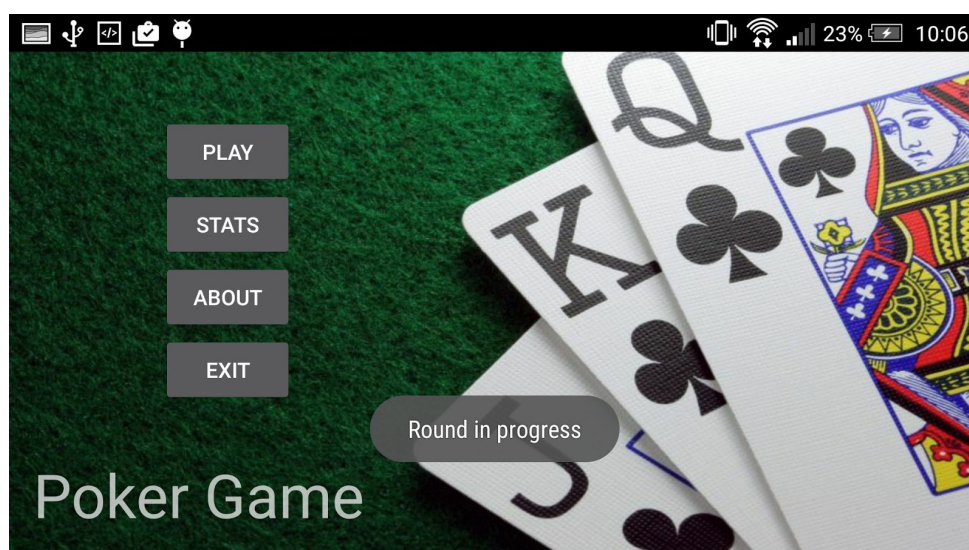 23% 10:06
Q
PLAY
K
STATS
ABOUT
EXIT
J
Round in progress
Poker Game